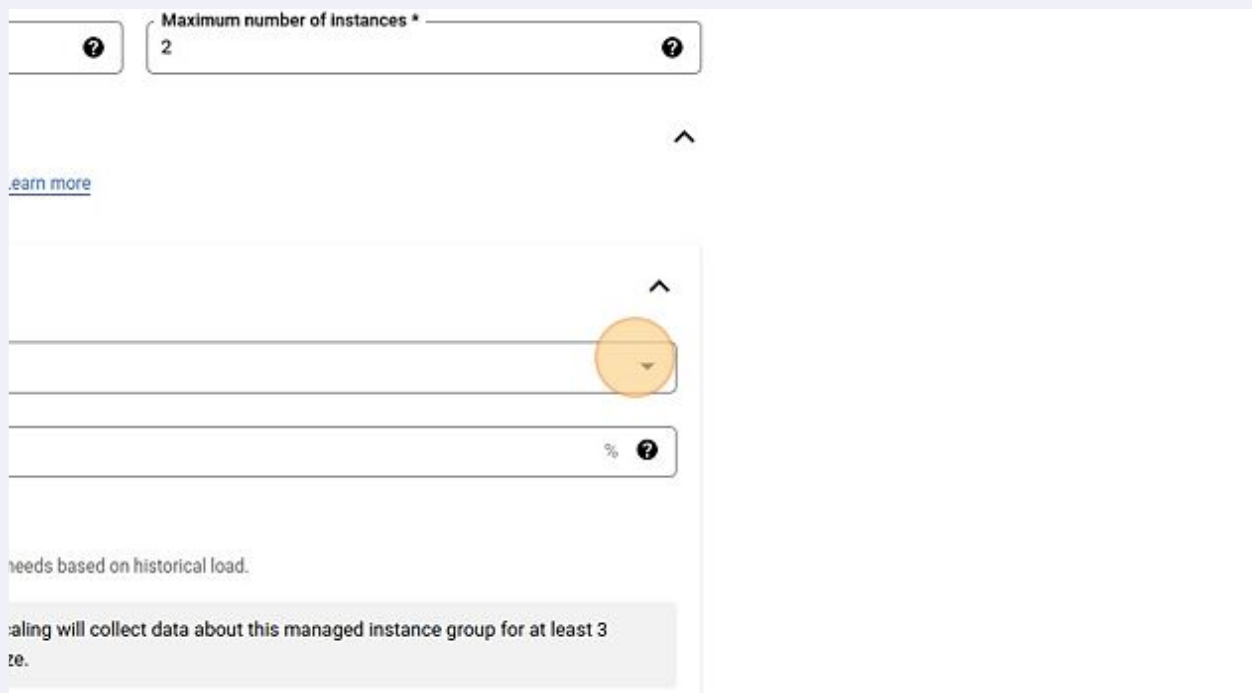 Maximum number of instances *
2
earn more
%
needs based on historical load.
aling will collect data about this managed instance group for at least 3
ze.